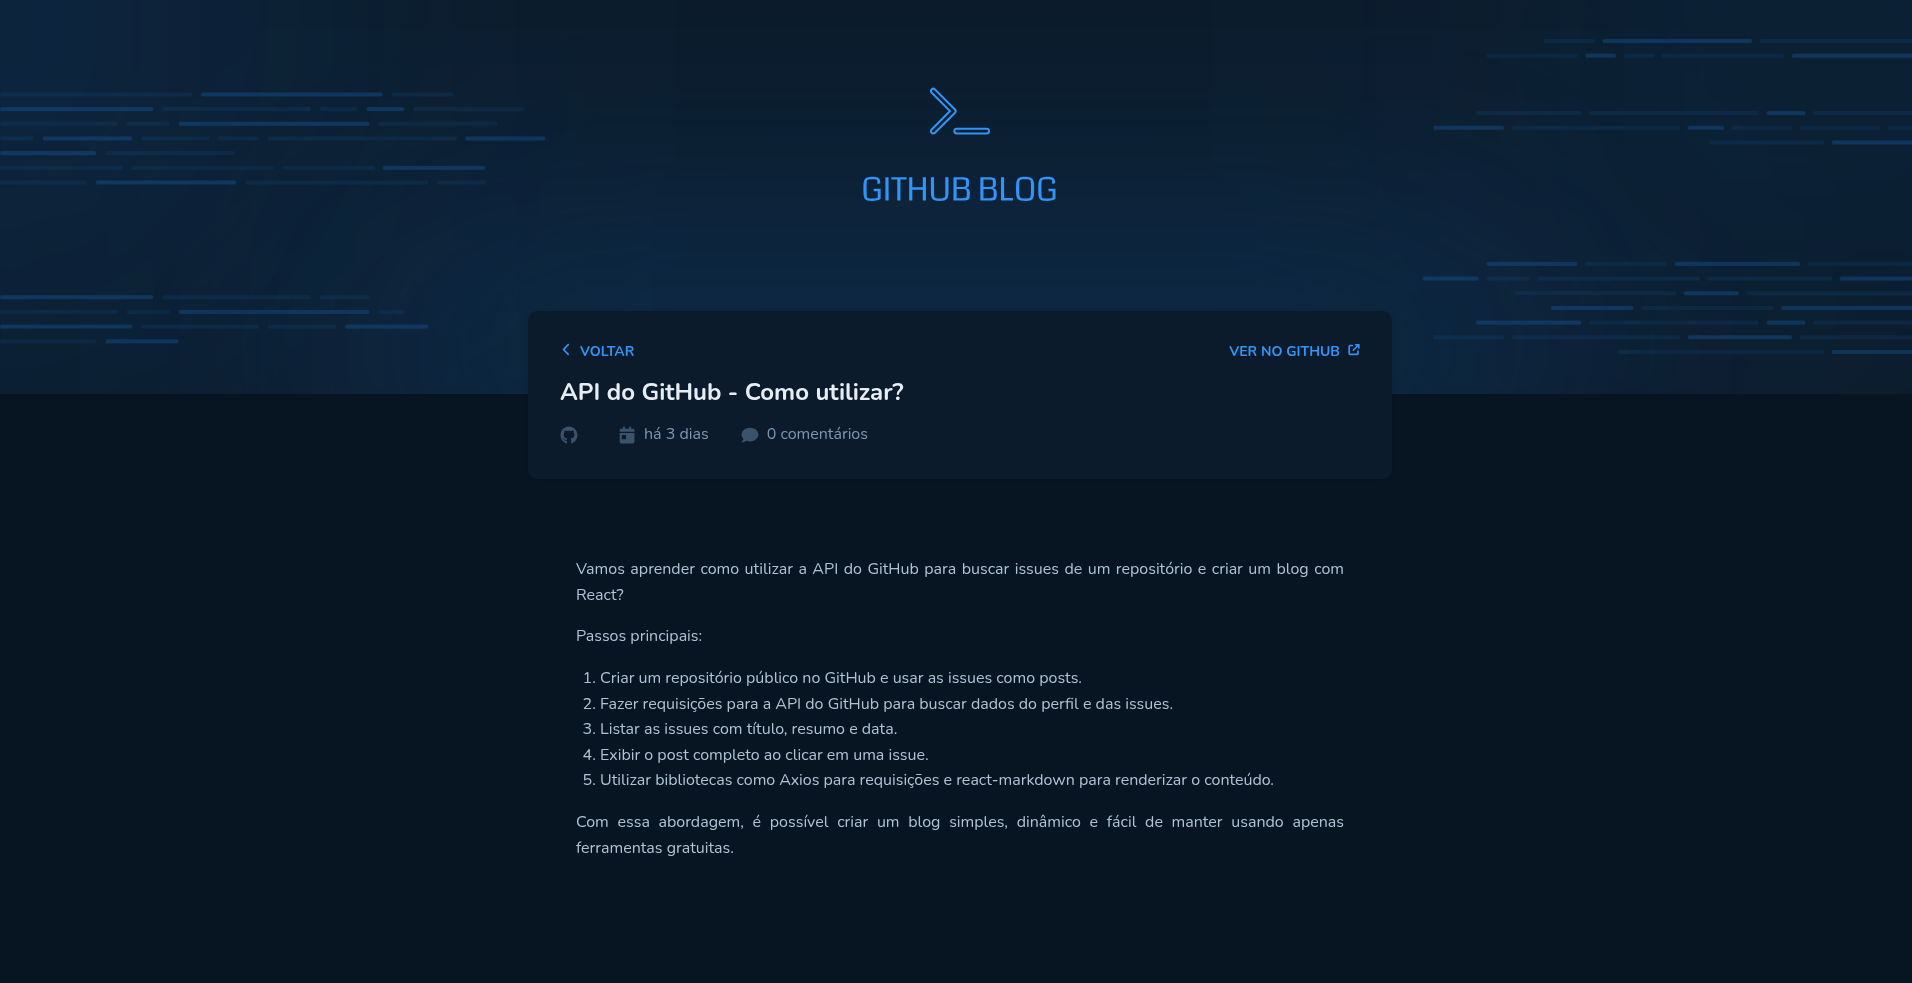 GITHUB BLOG
VOLTAR
VER NO GITHUB
API do GitHub - Como utilizar?
há 3 dias
0 comentários
Vamos aprender como utilizar a API do GitHub para buscar issues de um repositório e criar um blog com
React?
Passos principais:
1. Criar um repositório público no GitHub e usar as issues como posts.
2. Fazer requisições para a API do GitHub para buscar dados do perfil e das issues.
3. Listar as issues com título, resumo e data.
4. Exibir o post completo ao clicar em uma issue.
5. Utilizar bibliotecas como Axios para requisições e react-markdown para renderizar o conteúdo.
Com essa abordagem, é possível criar um blog simples, dinâmico e fácil de manter usando apenas
ferramentas gratuitas.